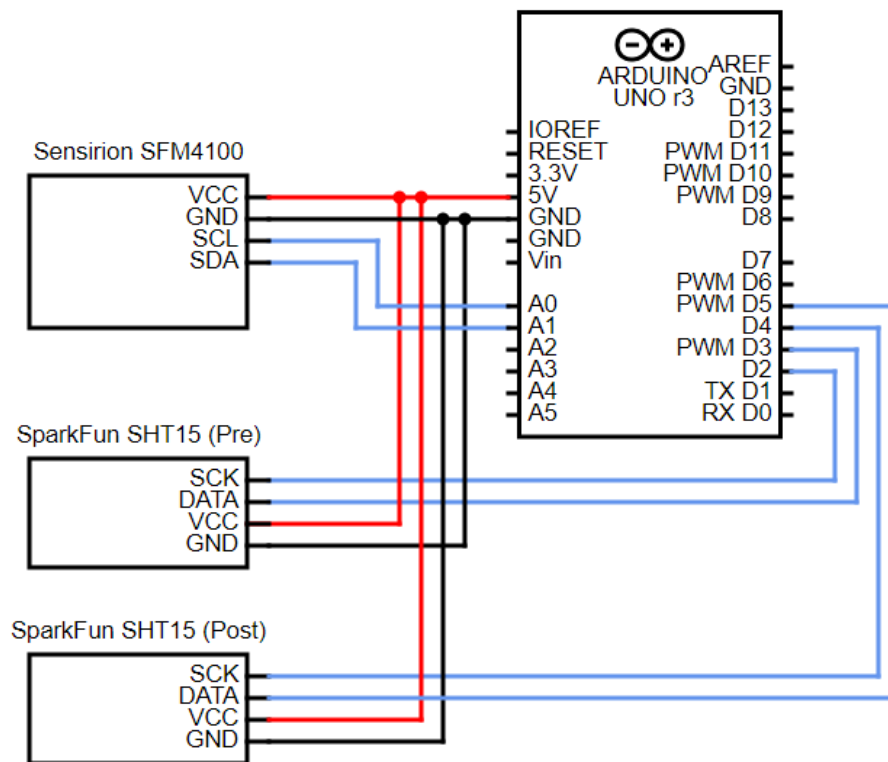 Sensirion SFM4100
VCC
GND
SCL
SDA
SparkFun SHT15 (Pre)
SCK
DATA
VCC
GND
SparkFun SHT15 (Post)
SCK
DATA
VCC
GND
ARDUINO
UNO r3
IOREF
RESET
3.3V
5V
GND
GND
Vin
A0
A1
A2
A3
A4
A5
AREF
GND
D13
D12
PWM D11
PWM D10
PWM D9
D8
D7
PWM D6
PWM D5
D4
PWM D3
D2
TX D1
RX D0